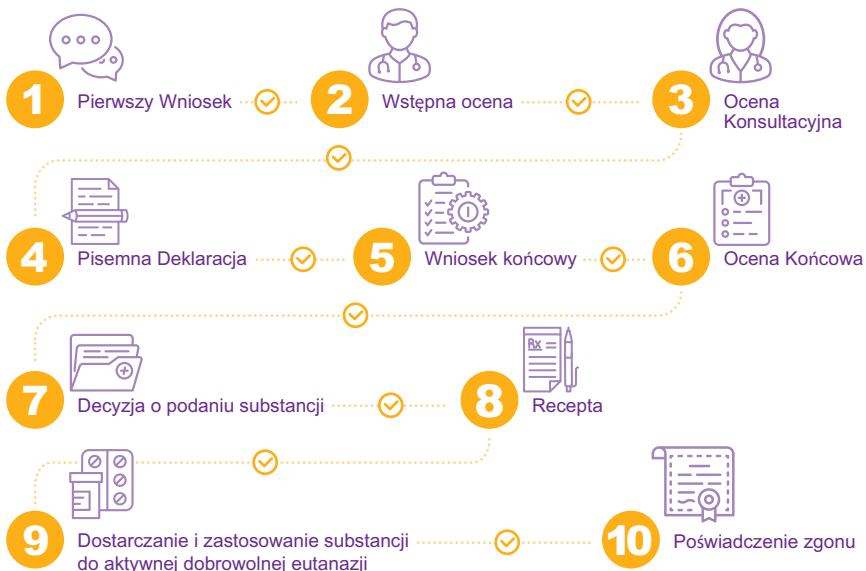 1 Pierwszy Wniosek
2 Wstępna ocena
3 Ocena
Konsultacyjna
4 Pisemna Deklaracja
5 Wniosek końcowy
6 Ocena Końcowa
7 Decyzja o podaniu substancji
Rx
8 Recepta
9 Dostarczanie i zastosowanie substancji
do aktywnej dobrowolnej eutanazji
10 Poświadczenie zgonu